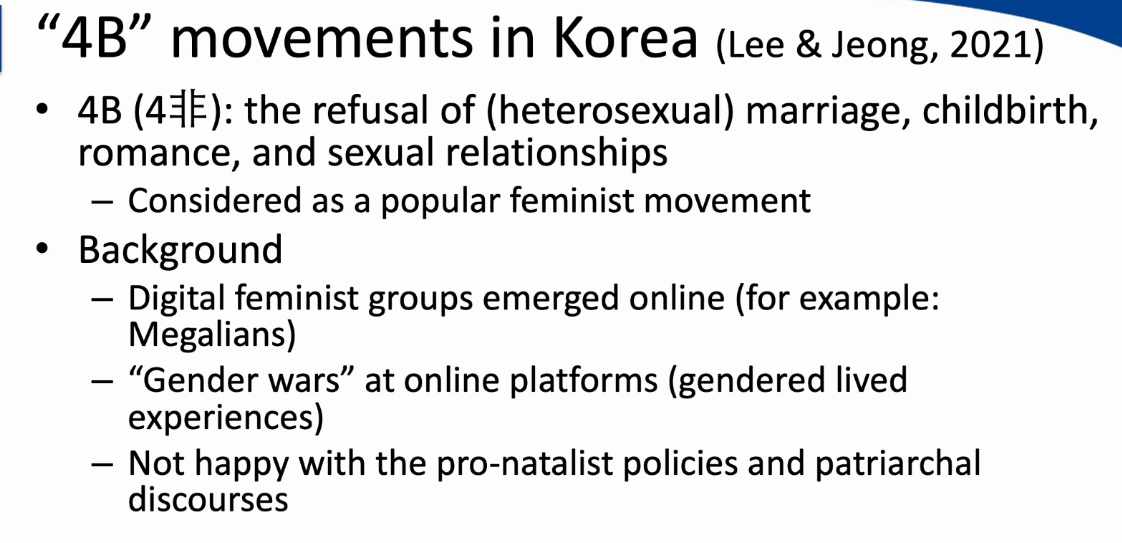 “4B” movements in Korea (Lee & Jeong, 2021)
• 4B (4非): the refusal of (heterosexual) marriage, childbirth,
romance, and sexual relationships
– Considered as a popular feminist movement
• Background
– Digital feminist groups emerged online (for example:
Megalians)
– “Gender wars” at online platforms (gendered lived
experiences)
– Not happy with the pro-natalist policies and patriarchal
discourses